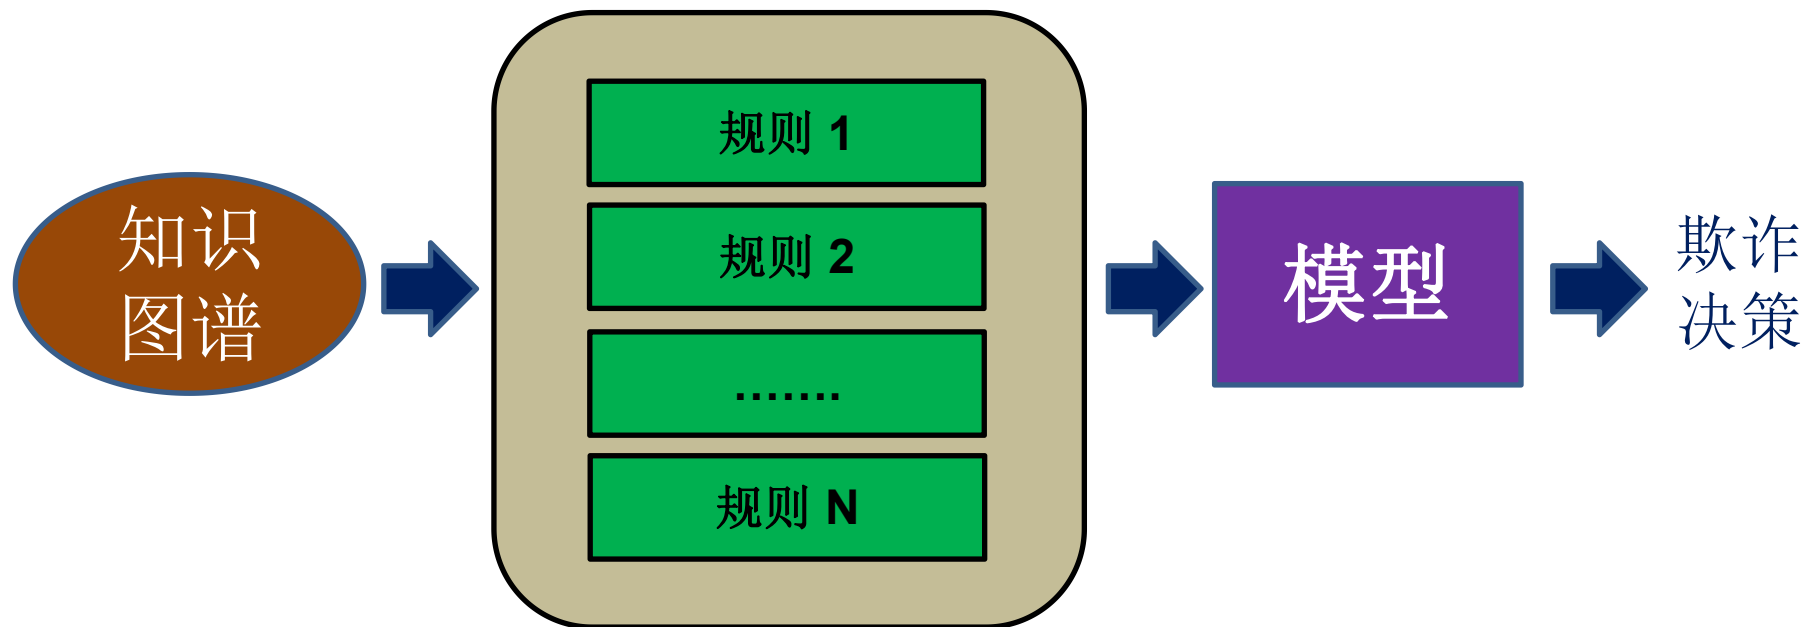 知识
图谱
规则 1
规则 2
.......
规则 N
模型
欺诈
决策